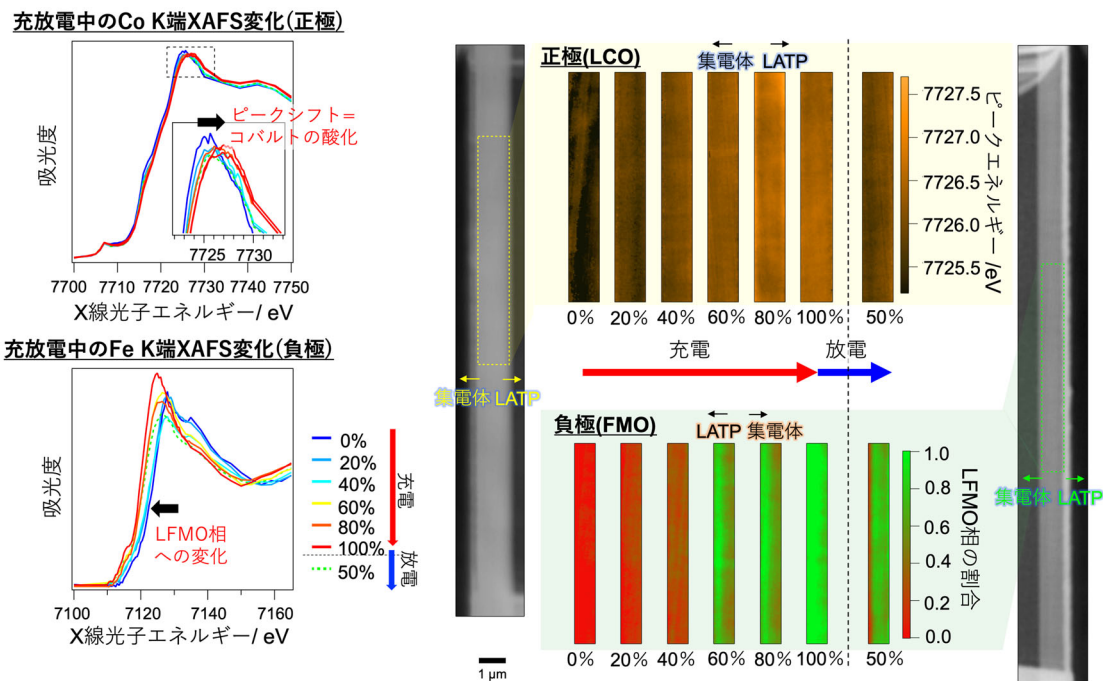 充放電中のCo K端XAFS変化(正極)
ピークシフト=
コバルトの酸化
吸光度
7725 7730
7700 7710 7720 7730 7740 7750
X線光子エネルギー/ eV
充放電中のFe K端XAFS変化(負極)
吸光度
LFMO相
への変化
7100 7120 7140 7160
X線光子エネルギー/ eV
0%
20%
40%
60%
80%
100%
50%
充電
放電
集電体 LATP
1 μm
正極(LCO)
集電体 LATP
0% 20% 40% 60% 80% 100% 50%
7727.5
7727.0
7726.5
7726.0
7725.5
ピークエネルギー /eV
充電 放電
負極(FMO)
LATP 集電体
0% 20% 40% 60% 80% 100% 50%
1.0
0.8
0.6
0.4
0.2
0.0
LFMO相の割合
集電体 LATP